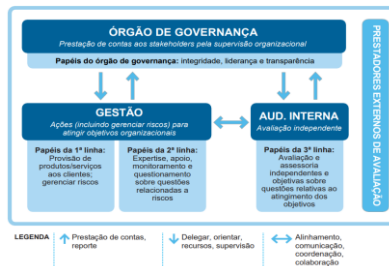 ÓRGÃO DE GOVERNANÇA
Prestação de contas aos stakeholders pela supervisão organizacional
Papéis do órgão de governança: integridade, liderança e transparência
GESTÃO
Ações (incluindo gerenciar riscos) para
atingir objetivos organizacionais
Papéis da 1ª linha:
Provisão de
produtos/serviços
aos clientes;
gerenciar riscos
Papéis da 2ª linha:
Expertise, apoio,
monitoramento e
questionamento
sobre questões
relacionadas a
riscos
AUD. INTERNA
Avaliação independente
Papéis da 3ª linha:
Avaliação e
assessoria
independentes e
objetivas sobre
questões relativas ao
atingimento dos
objetivos
PRESTADORES EXTERNOS DE AVALIAÇÃO
LEGENDA
Prestação de contas,
reporte
Delegar, orientar,
recursos, supervisão
Alinhamento,
comunicação,
coordenação,
colaboração